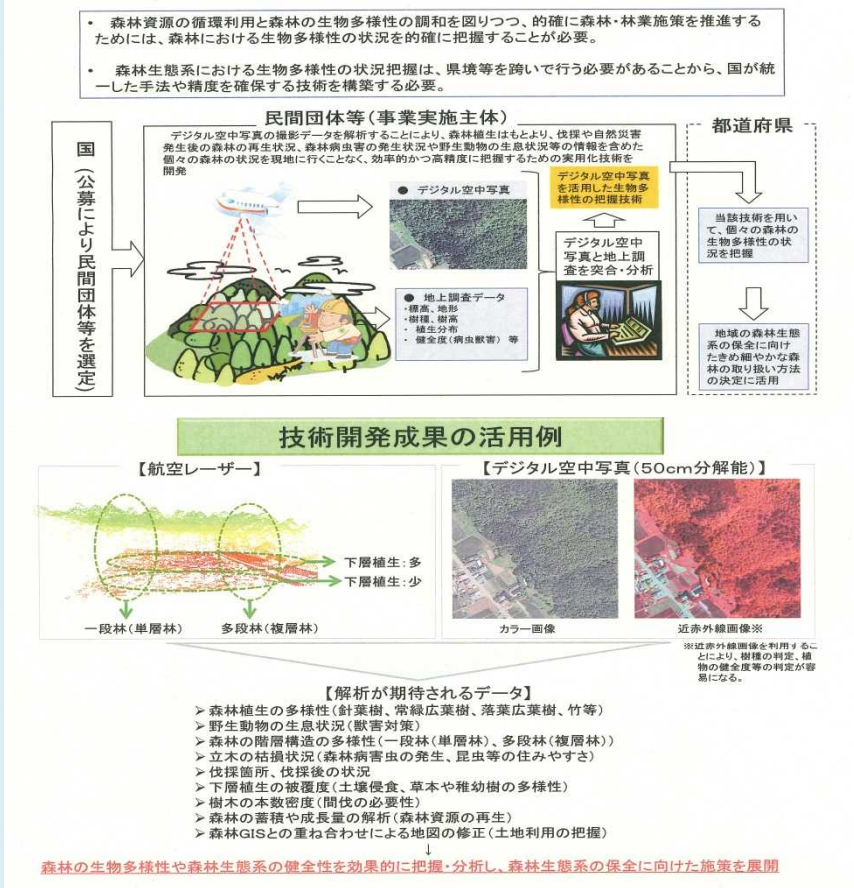 ・ 森林資源の循環利用と森林の生物多様性の調和を図りつつ、的確に森林・林業施策を推進する
ためには、森林における生物多様性の状況を的確に把握することが必要。
・ 森林生態系における生物多様性の状況把握は、県境等を跨いで行う必要があることから、国が統
一した手法や精度を確保する技術を構築する必要。
国(公募により民間団体等を選定)
民間団体等(事業実施主体)
デジタル空中写真の撮影データを解析することにより、森林植生はもとより、伐採や自然災害
発生後の森林の再生状況、森林病虫害の発生状況や野生動物の生息状況等の情報を含めた
個々の森林の状況を現地に行くことなく、効率的かつ高精度に把握するための実用化技術を
開発
● デジタル空中写真
● 地上調査データ
・標高、地形
・樹種、樹高
・ 植生分布
・ 健全度(病虫獣害) 等
デジタル空中写真
を活用した生物多
様性の把握技術
デジタル空中
写真と地上調
査を突合・分析
都道府県
当該技術を用い
て、個々の森林の
生物多様性の状
況を把握
地域の森林生態
系の保全に向け
たきめ細やかな森
林の取り扱い方法
の決定に活用
技術開発成果の活用例
【航空レーザー】
下層植生:多
下層植生:少
一段林(単層林)
多段林(複層林)
【デジタル空中写真(50cm分解能)】
カラー画像
近赤外線画像※
※近赤外線画像を利用するこ
とにより、樹種の判定、植
物の健全度等の判定が容
易になる。
【解析が期待されるデータ】
➢ 森林植生の多様性(針葉樹、常緑広葉樹、落葉広葉樹、竹等)
➢ 野生動物の生息状況(獣害対策)
➢ 森林の階層構造の多様性(一段林(単層林)、多段林(複層林))
➢ 立木の枯損状況(森林病害虫の発生、昆虫等の住みやすさ)
➢ 伐採箇所、伐採後の状況
➢ 下層植生の被覆度(土壌侵食、草本や稚幼樹の多様性)
➢ 樹木の本数密度(間伐の必要性)
➢ 森林の蓄積や成長量の解析(森林資源の再生)
➢ 森林GISとの重ね合わせによる地図の修正(土地利用の把握)
↓
森林の生物多様性や森林生態系の健全性を効果的に把握・分析し、森林生態系の保全に向けた施策を展開